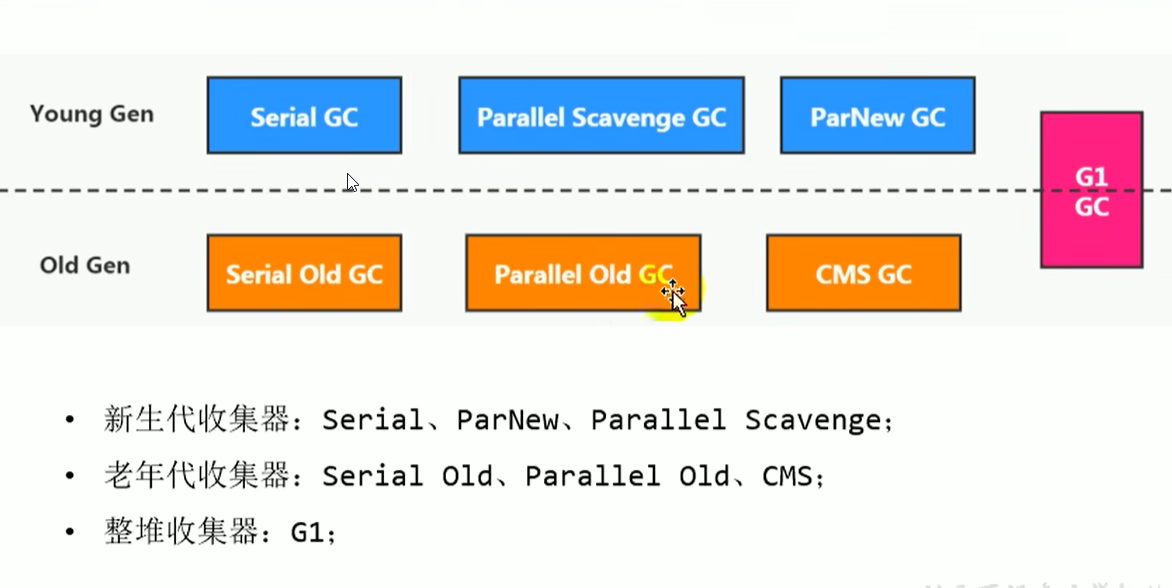 Young Gen
Serial GC
Parallel Scavenge GC
ParNew GC
G1
GC
Old Gen
Serial Old GC
Parallel Old GC
CMS GC
• 新生代收集器: Serial、ParNew、Parallel Scavenge;
• 老年代收集器: Serial Old、Parallel Old、CMS;
• 整堆收集器: G1;